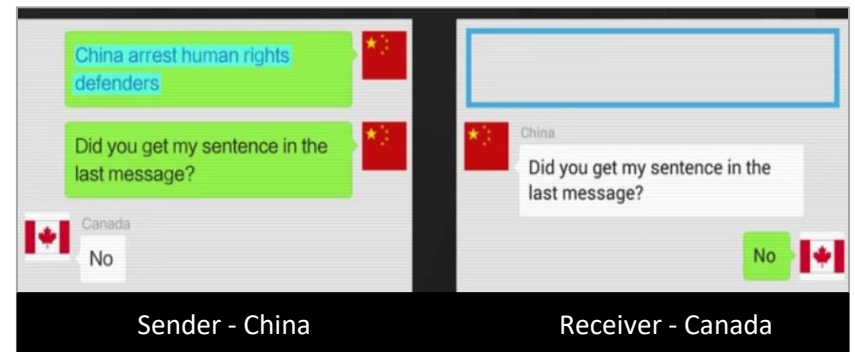 China arrest human rights
defenders
Did you get my sentence in the
last message?
Canada
No
China
Did you get my sentence in the
last message?
No
Sender - China
Receiver - Canada